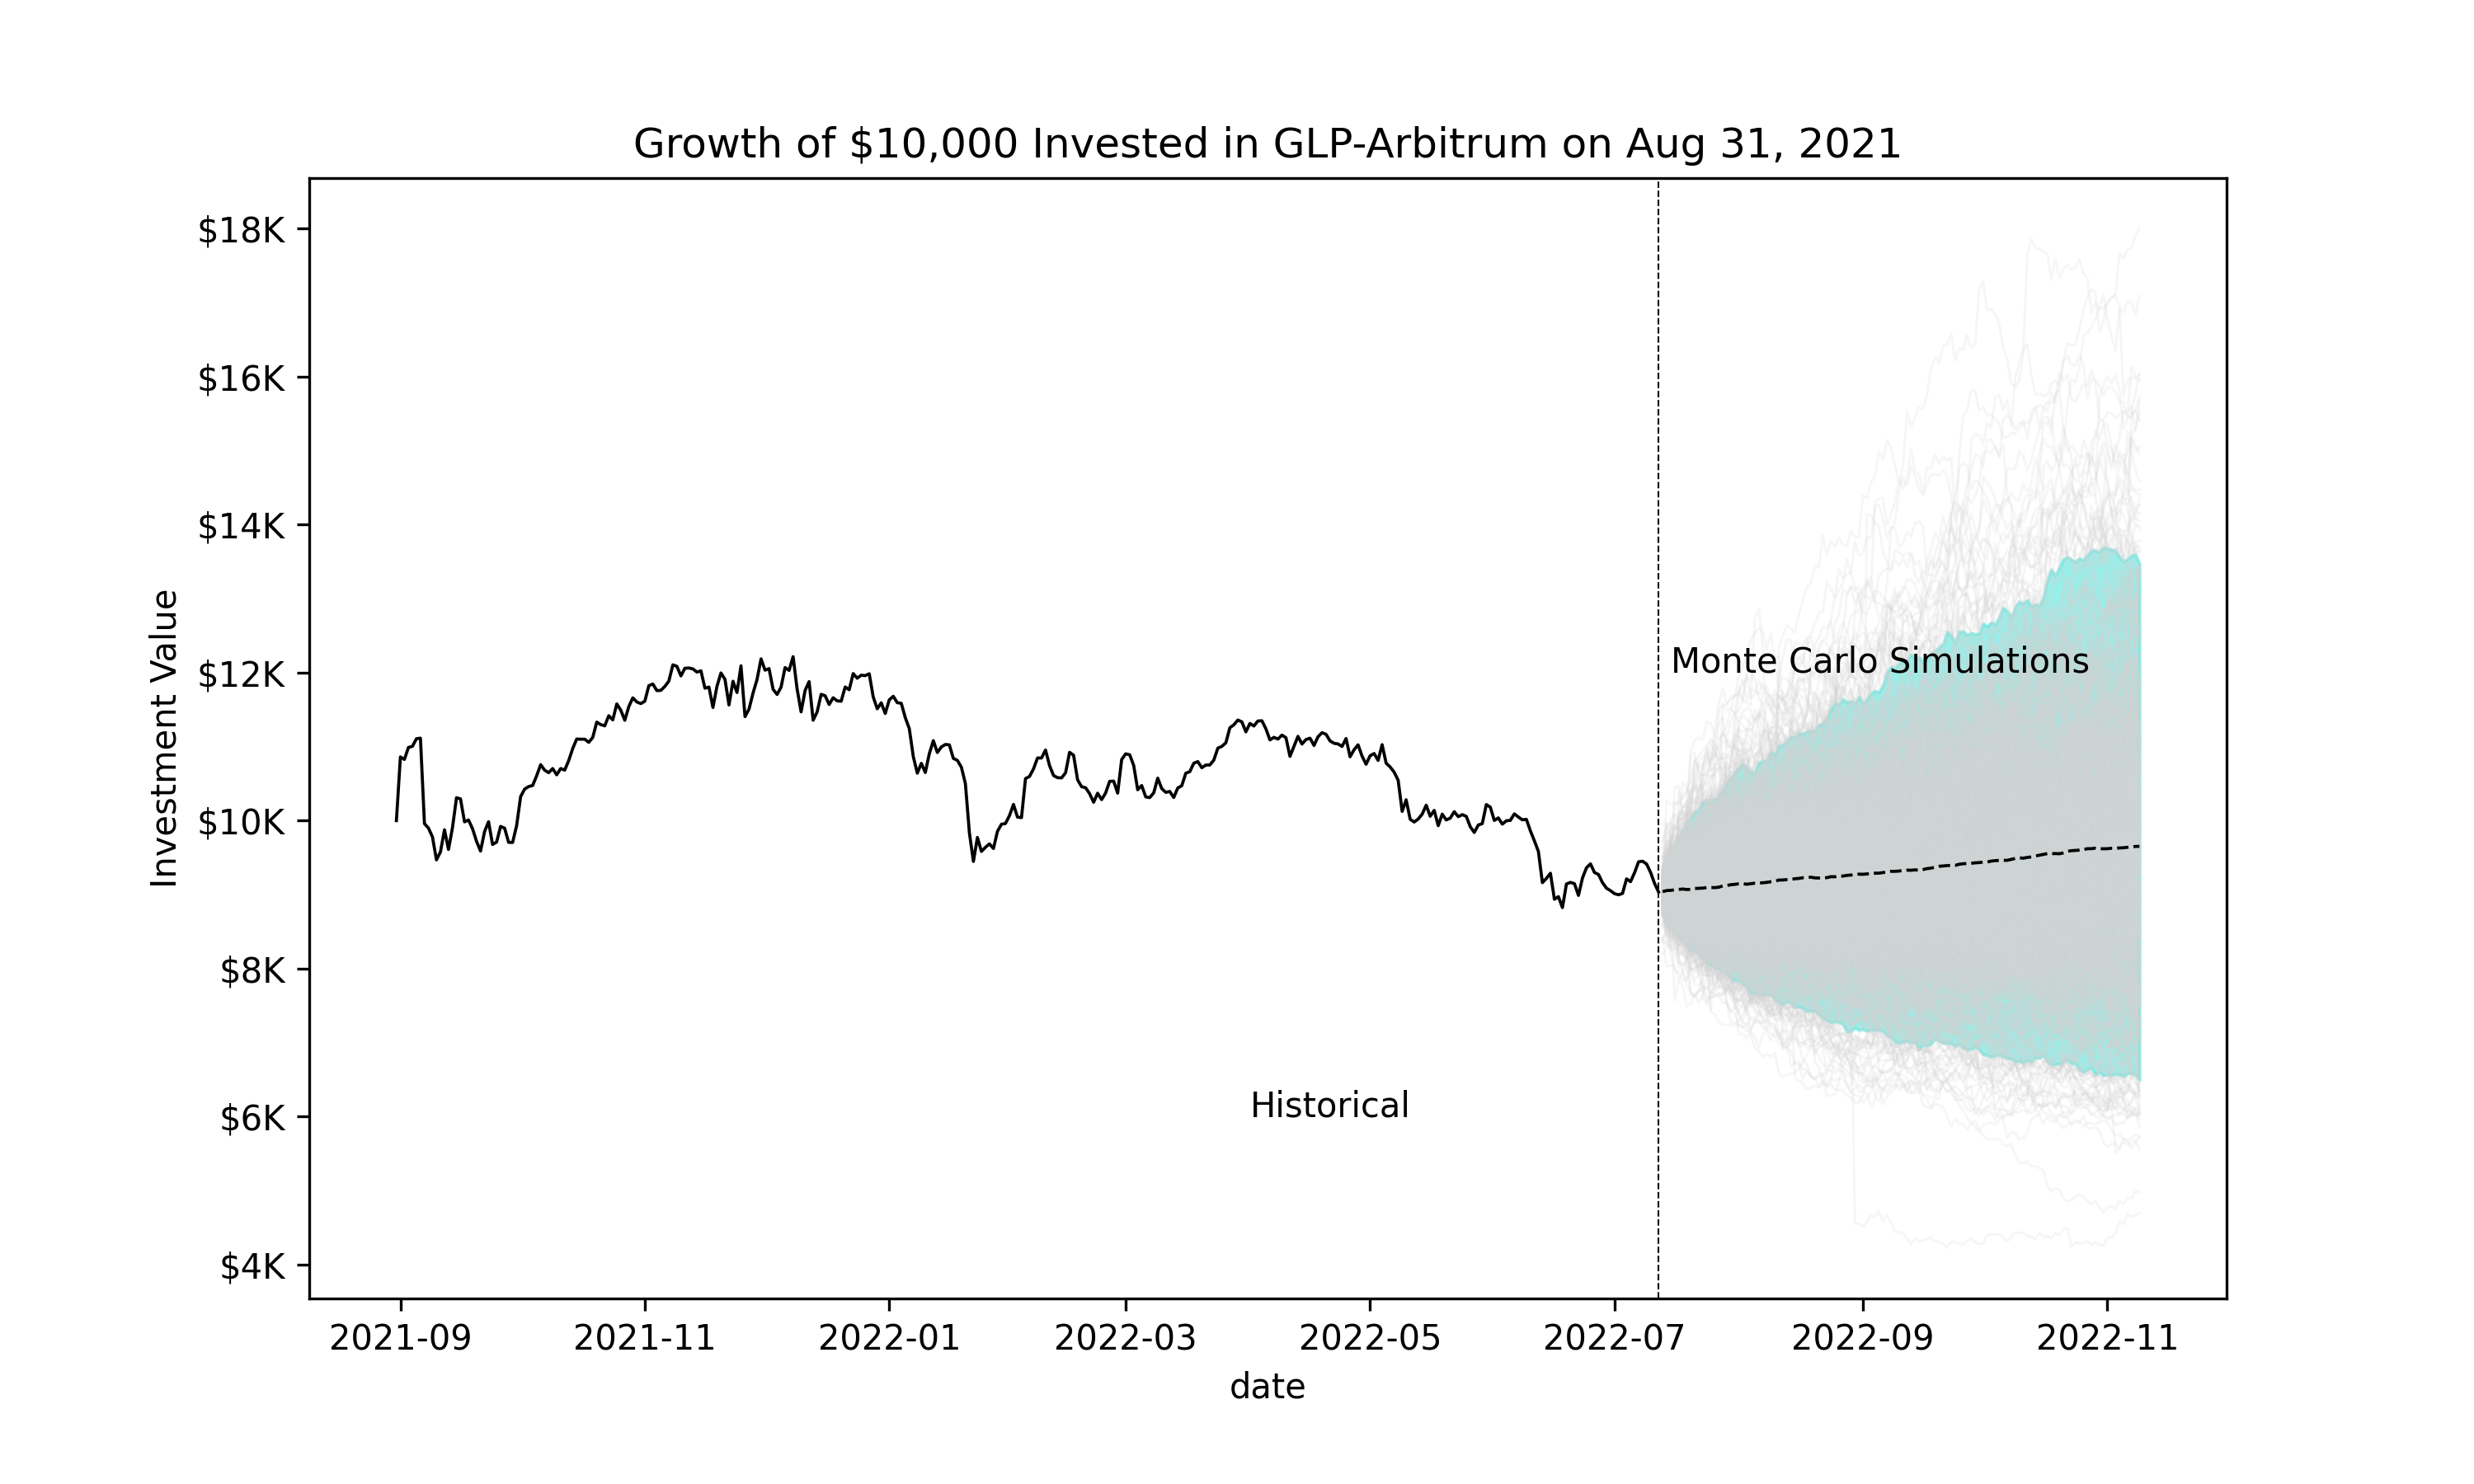 Growth of $10,000 Invested in GLP-Arbitrum on Aug 31, 2021
$18K
$16K
$14K
$12K
$10K
$8K
$6K
$4K
Investment Value
Monte Carlo Simulations
Historical
2021-09 2021-11 2022-01 2022-03 2022-05 2022-07 2022-09 2022-11
date